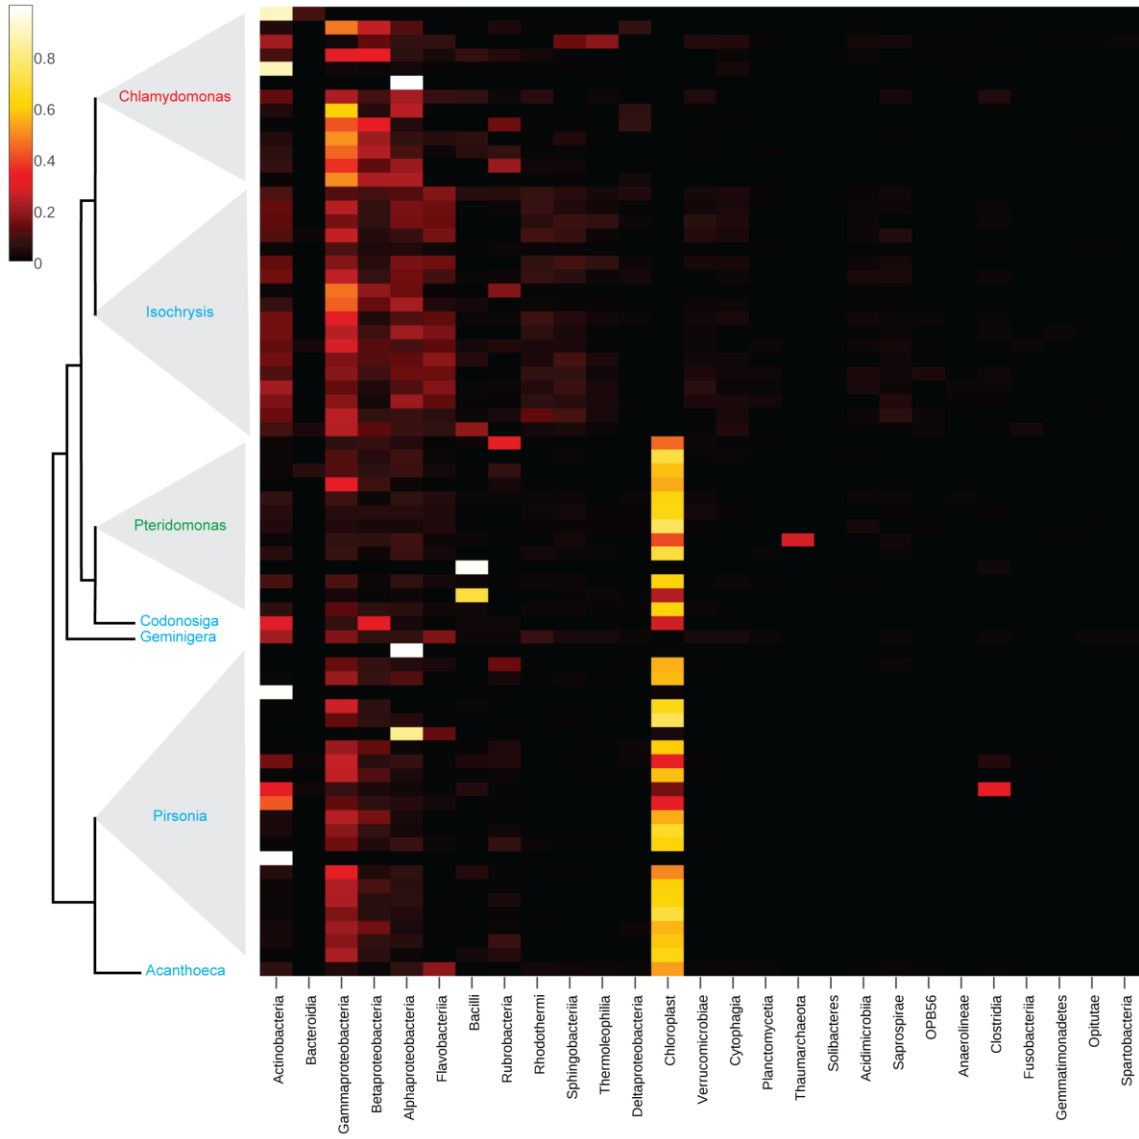 0.8
0.6
0.4
0.2
0
Chlamydomonas
Isochrysis
Pteridomonas
Codonosiga
Geminigera
Pirsonia
Acanthoeca
Actinobacteria
Bacteroidia
Gammaproteobacteria
Betaproteobacteria
Alphaproteobacteria
Flavobacteriia
Bacilli
Rubrobacteria
Rhodothermi
Sphingobacteriia
Thermoleophilia
Deltaproteobacteria
Chloroplast
Verrucomicrobiae
Cytophagia
Planctomycetia
Thaumarchaeota
Solibacteres
Acidimicrobiia
Saprospirae
OPB56
Anaerolineae
Clostridia
Fusobacteriia
Gemmatimonadetes
Opitutae
Spartobacteria